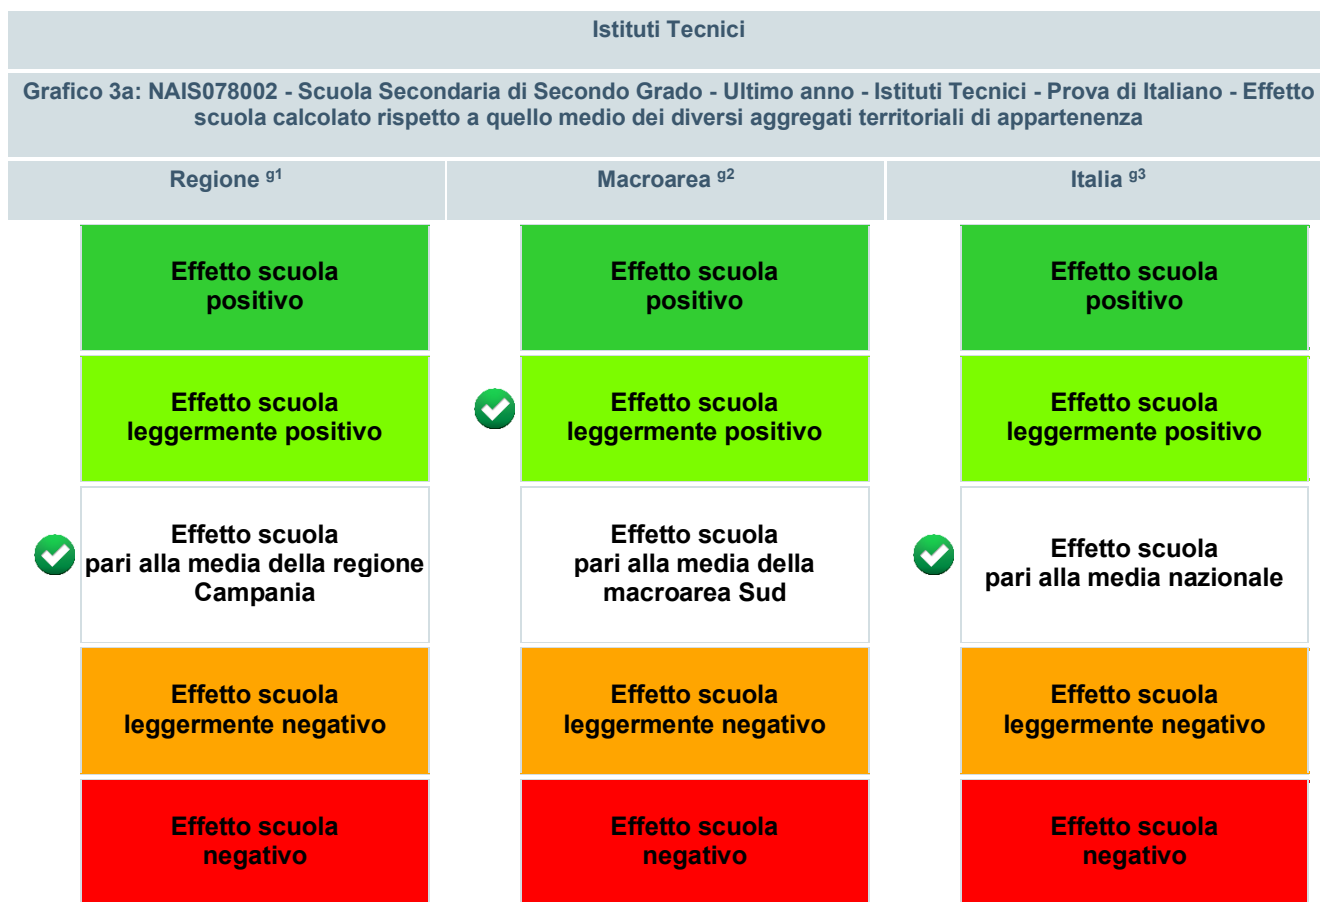 Istituti Tecnici
Grafico 3a: NAIS078002 - Scuola Secondaria di Secondo Grado - Ultimo anno - Istituti Tecnici - Prova di Italiano - Effetto
scuola calcolato rispetto a quello medio dei diversi aggregati territoriali di appartenenza
Regione g1 Macroarea g2 Italia g3
Effetto scuola
positivo
Effetto scuola
positivo
Effetto scuola
positivo
Effetto scuola
leggermente positivo
Effetto scuola
leggermente positivo
Effetto scuola
leggermente positivo
Effetto scuola
pari alla media della regione
Campania
Effetto scuola
pari alla media della
macroarea Sud
Effetto scuola
pari alla media nazionale
Effetto scuola
leggermente negativo
Effetto scuola
leggermente negativo
Effetto scuola
leggermente negativo
Effetto scuola
negativo
Effetto scuola
negativo
Effetto scuola
negativo